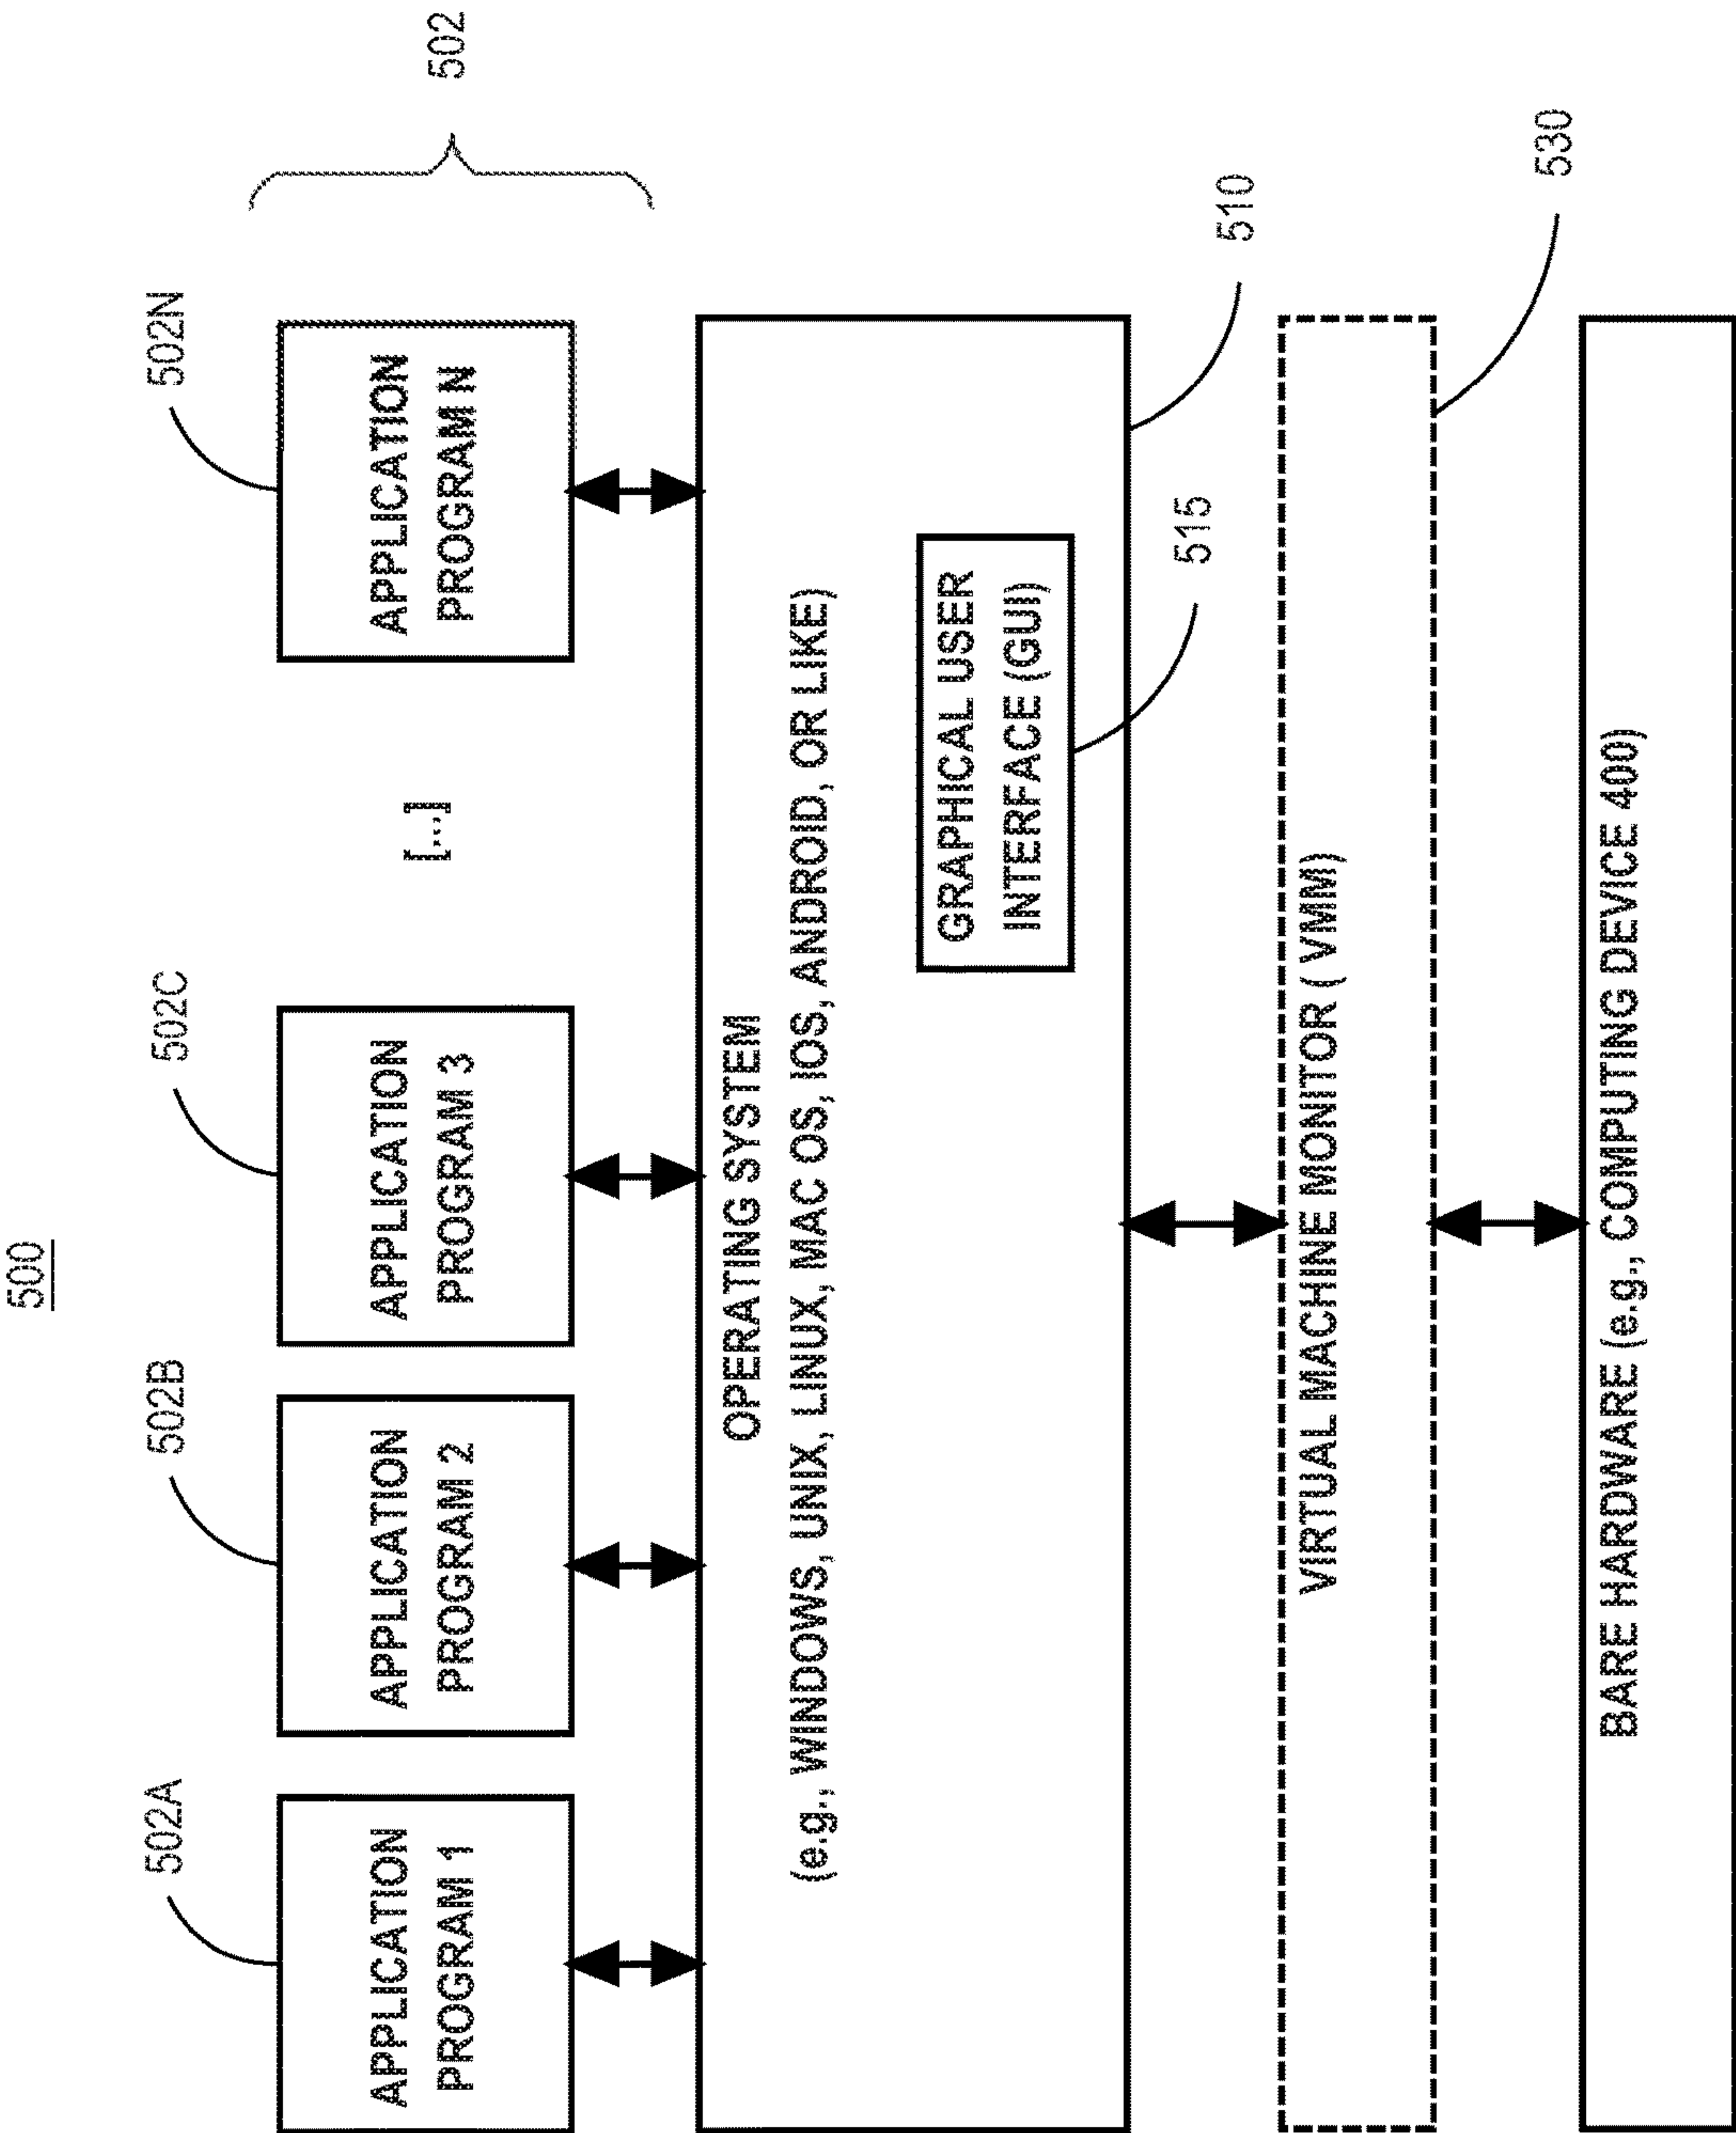 500
502A
502B
502C
502N
502
APPLICATION
PROGRAM 1
APPLICATION
PROGRAM 2
APPLICATION
PROGRAM 3
[...]
APPLICATION
PROGRAM N
OPERATING SYSTEM
(e.g., WINDOWS, UNIX, LINUX, MAC OS, IOS, ANDROID, OR LIKE)
GRAPHICAL USER
INTERFACE (GUI)
515
510
VIRTUAL MACHINE MONITOR ( VMM)
530
BARE HARDWARE (e.g., COMPUTING DEVICE 400)